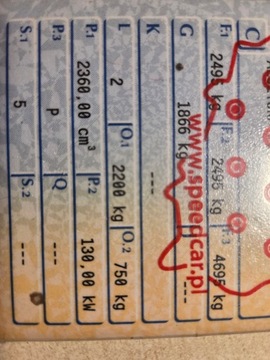 C
F.1 2495 kg F.2 2495 kg F.3 4695 kg
G 1866 kg ---
www.speedcar.pl
K ---
L 2 O.1 2200 kg O.2 750 kg
P.1 2360,00 cm³ P.2 130,00 kW
P.3 P Q ---
S.1 5 S.2 ---